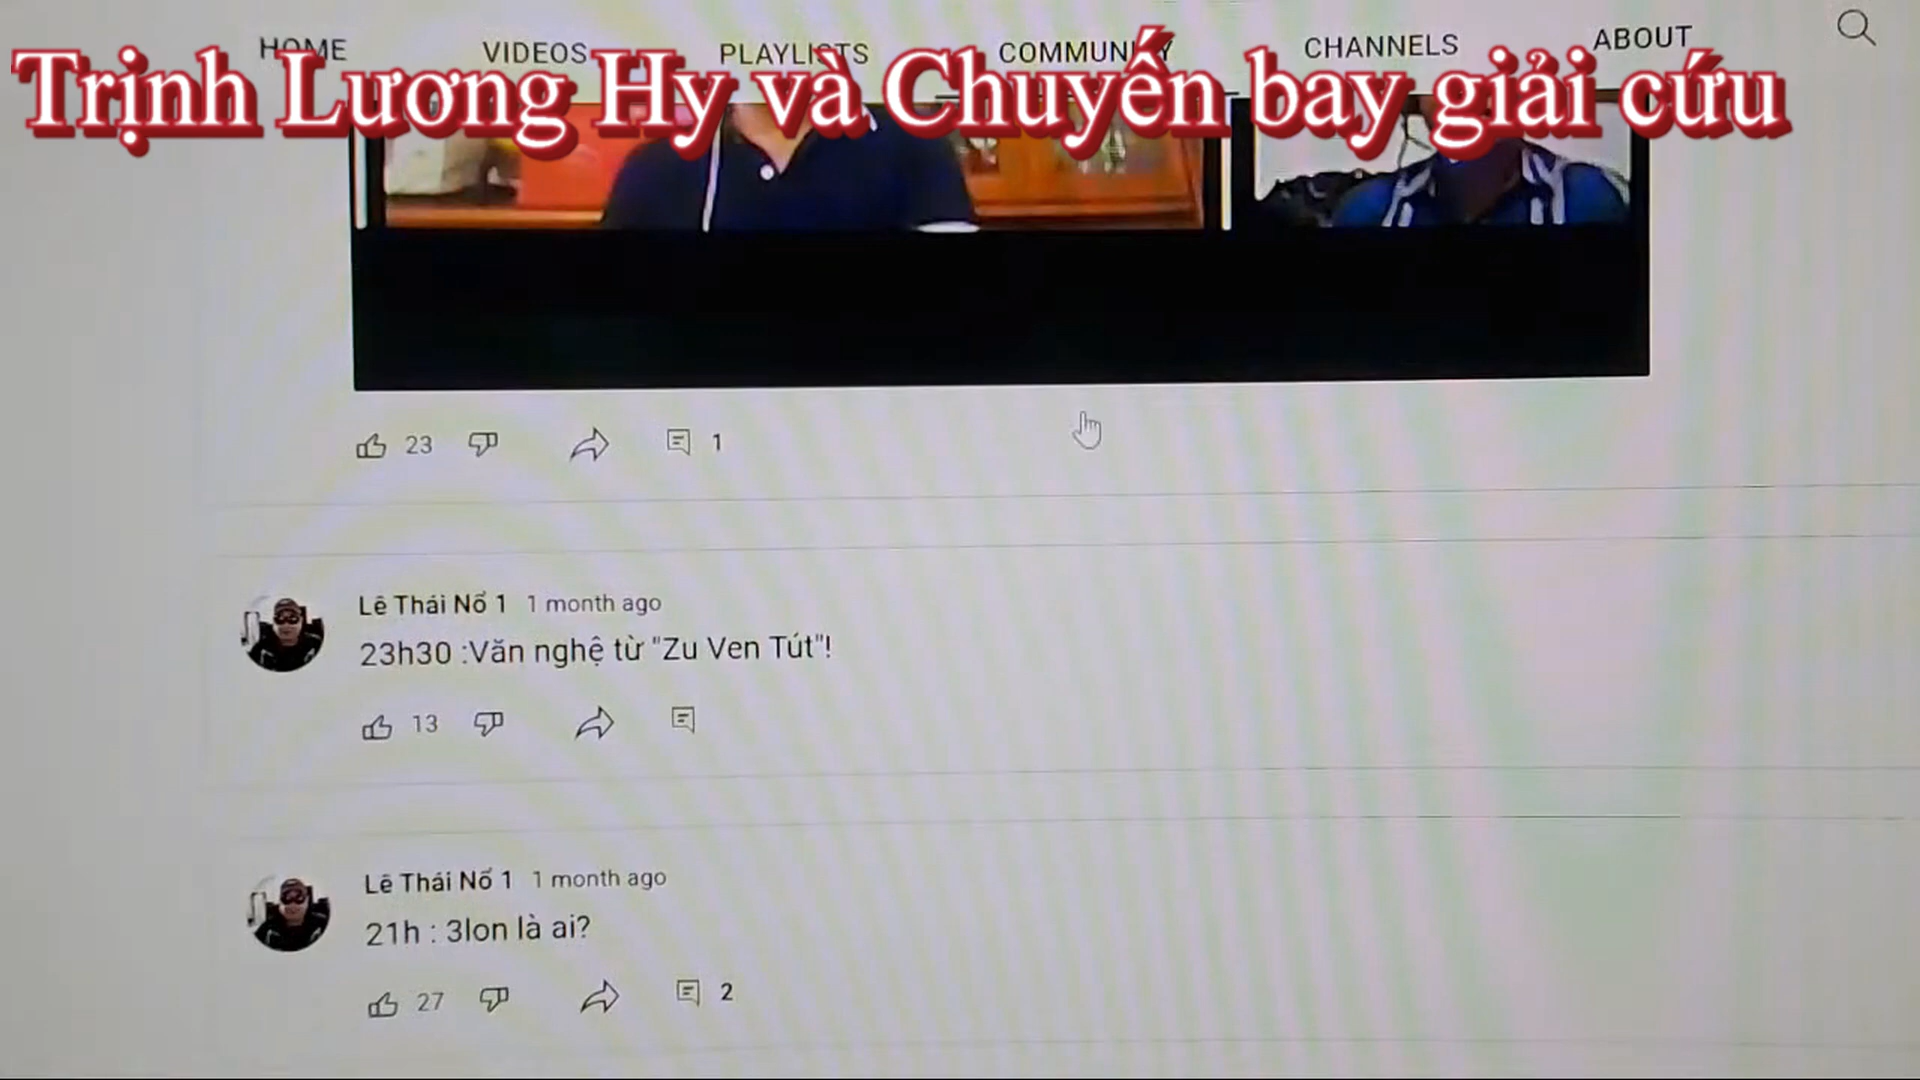 HOME VIDEOS PLAYLISTS COMMUNITY CHANNELS ABOUT
Trịnh Lương Hy và Chuyến bay giải cứu
23 1
Lê Thái Nổ 1 1 month ago
23h30 :Văn nghệ từ "Zu Ven Tút"!
13
Lê Thái Nổ 1 1 month ago
21h : 3lon là ai?
27 2